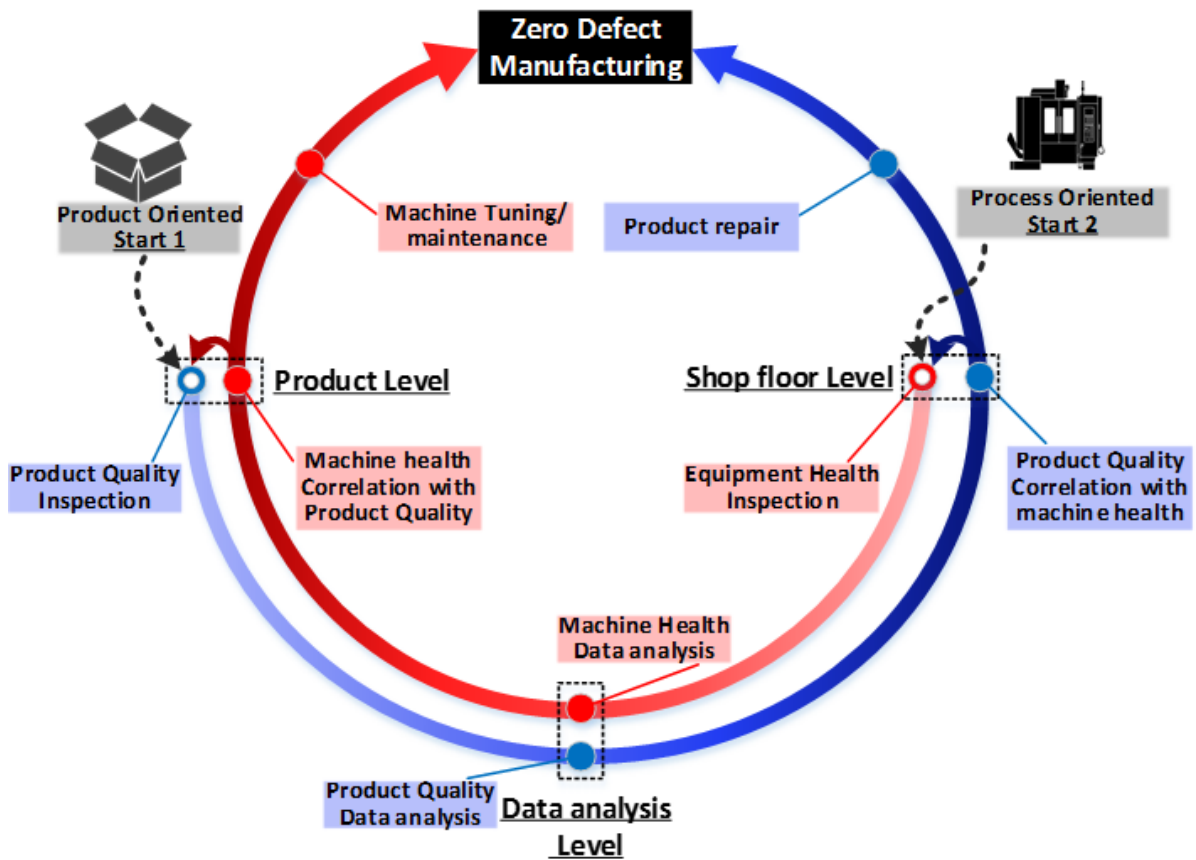 Zero Defect
Manufacturing
Product Oriented
Start 1
Process Oriented
Start 2
Machine Tuning/
maintenance
Product repair
Product Level
Shop floor Level
Product Quality
Inspection
Machine health
Correlation with
Product Quality
Equipment Health
Inspection
Product Quality
Correlation with
machine health
Machine Health
Data analysis
Product Quality
Data analysis
Data analysis
Level